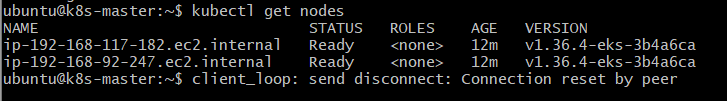 ubuntu@k8s-master:~$ kubectl get nodes
NAME                             STATUS   ROLES    AGE   VERSION
ip-192-168-117-182.ec2.internal   Ready    <none>   12m   v1.36.4-eks-3b4a6ca
ip-192-168-92-247.ec2.internal    Ready    <none>   12m   v1.36.4-eks-3b4a6ca
ubuntu@k8s-master:~$ client_loop: send disconnect: Connection reset by peer